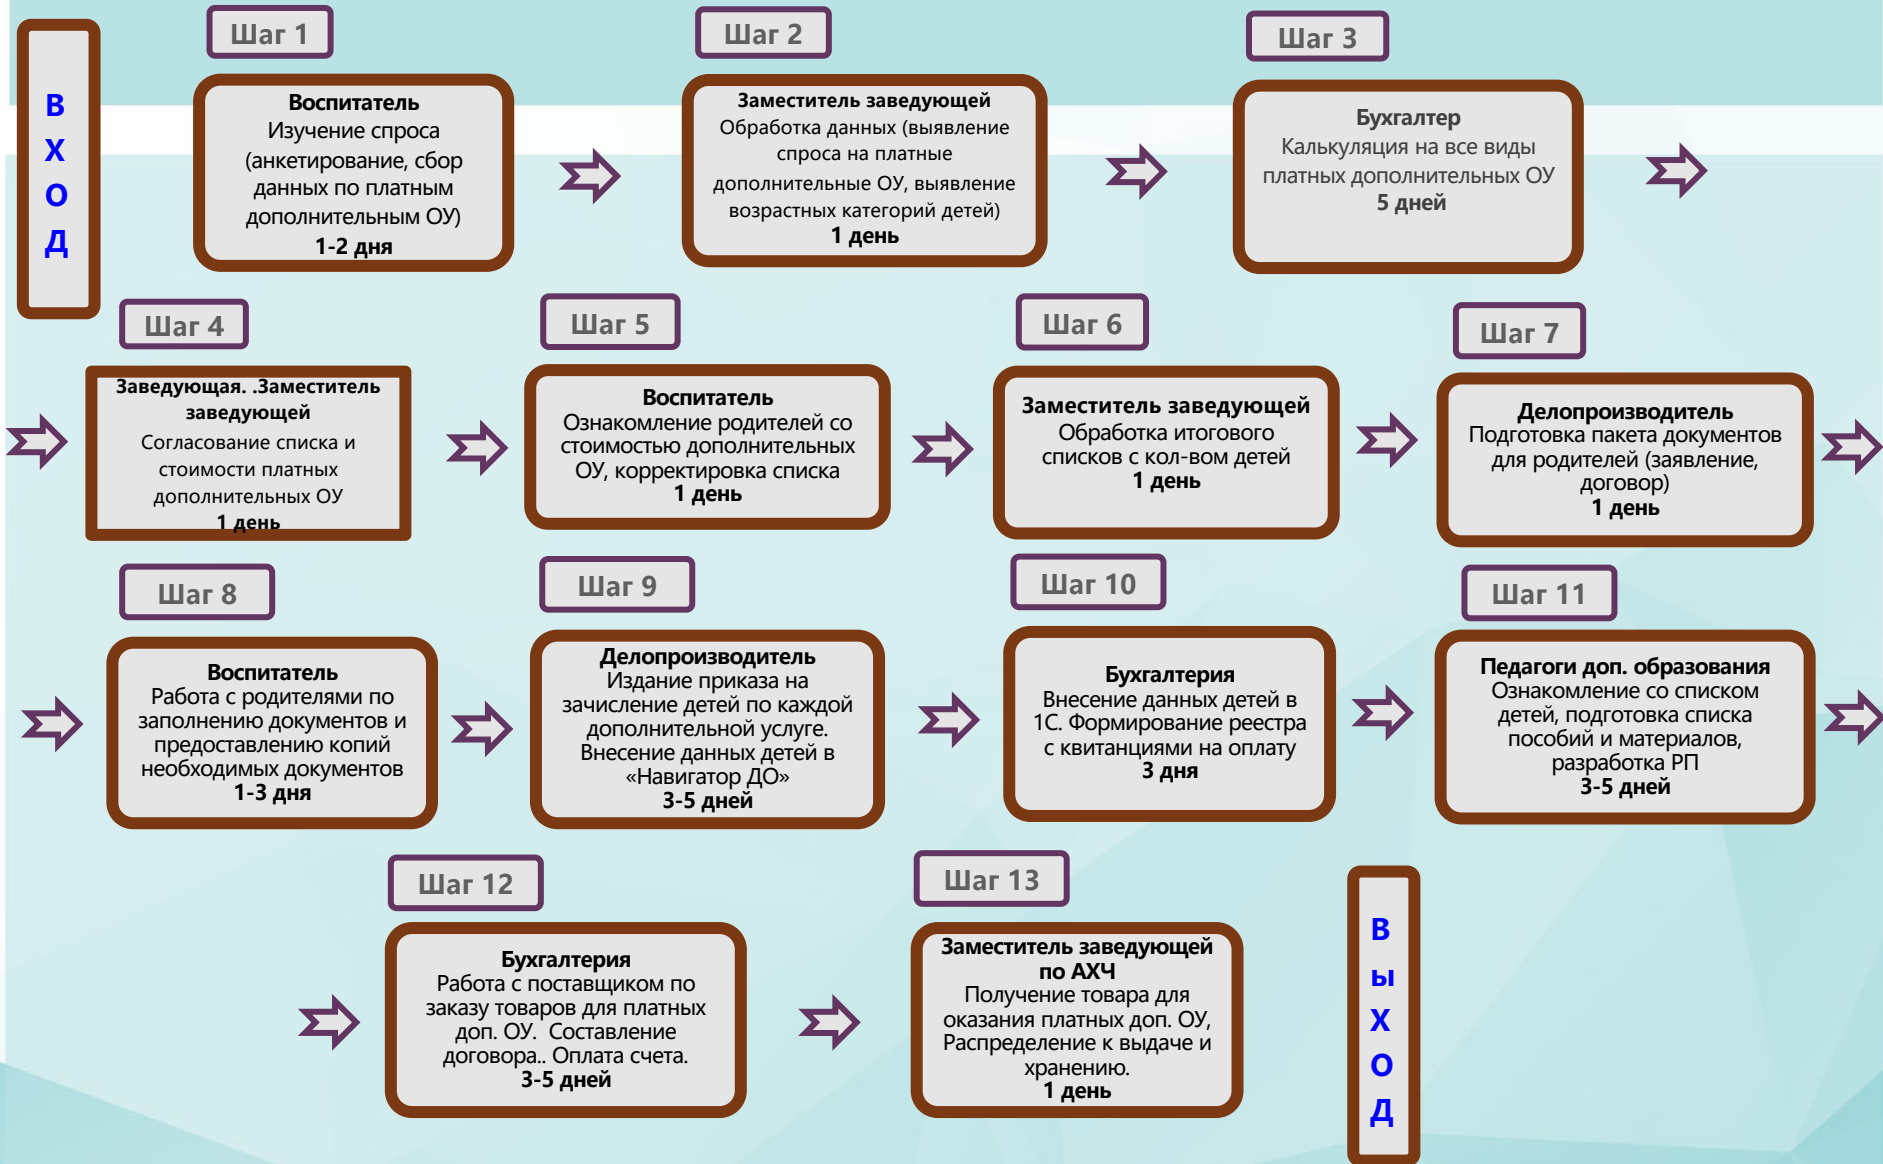 В
Х
О
Д
Шаг 1
Воспитатель
Изучение спроса
(анкетирование, сбор
данных по платным
дополнительным ОУ)
1-2 дня
Шаг 2
Заместитель заведующей
Обработка данных (выявление
спроса на платные
дополнительные ОУ, выявление
возрастных категорий детей)
1 день
Шаг 3
Бухгалтер
Калькуляция на все виды
платных дополнительных ОУ
5 дней
Шаг 4
Заведующая. .Заместитель
заведующей
Согласование списка и
стоимости платных
дополнительных ОУ
1 день
Шаг 5
Воспитатель
Ознакомление родителей со
стоимостью дополнительных
ОУ, корректировка списка
1 день
Шаг 6
Заместитель заведующей
Обработка итогового
списков с кол-вом детей
1 день
Шаг 7
Делопроизводитель
Подготовка пакета документов
для родителей (заявление,
договор)
1 день
Шаг 8
Воспитатель
Работа с родителями по
заполнению документов и
предоставлению копий
необходимых документов
1-3 дня
Шаг 9
Делопроизводитель
Издание приказа на
зачисление детей по каждой
дополнительной услуге.
Внесение данных детей в
«Навигатор ДО»
3-5 дней
Шаг 10
Бухгалтерия
Внесение данных детей в
1С. Формирование реестра
с квитанциями на оплату
3 дня
Шаг 11
Педагоги доп. образования
Ознакомление со списком
детей, подготовка списка
пособий и материалов,
разработка РП
3-5 дней
Шаг 12
Бухгалтерия
Работа с поставщиком по
заказу товаров для платных
доп. ОУ.  Составление
договора.. Оплата счета.
3-5 дней
Шаг 13
Заместитель заведующей
по АХЧ
Получение товара для
оказания платных доп. ОУ,
Распределение к выдаче и
хранению.
1 день
В
ы
Х
О
Д